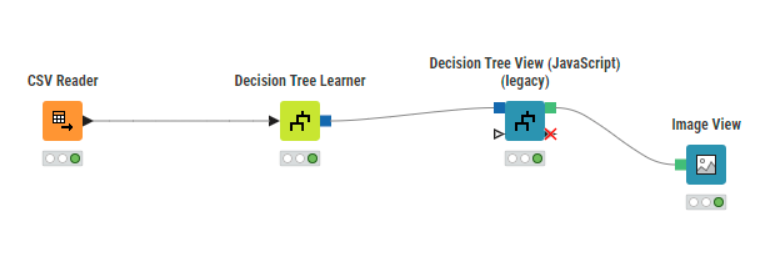 CSV Reader
Decision Tree Learner
Decision Tree View (JavaScript)
(legacy)
Image View